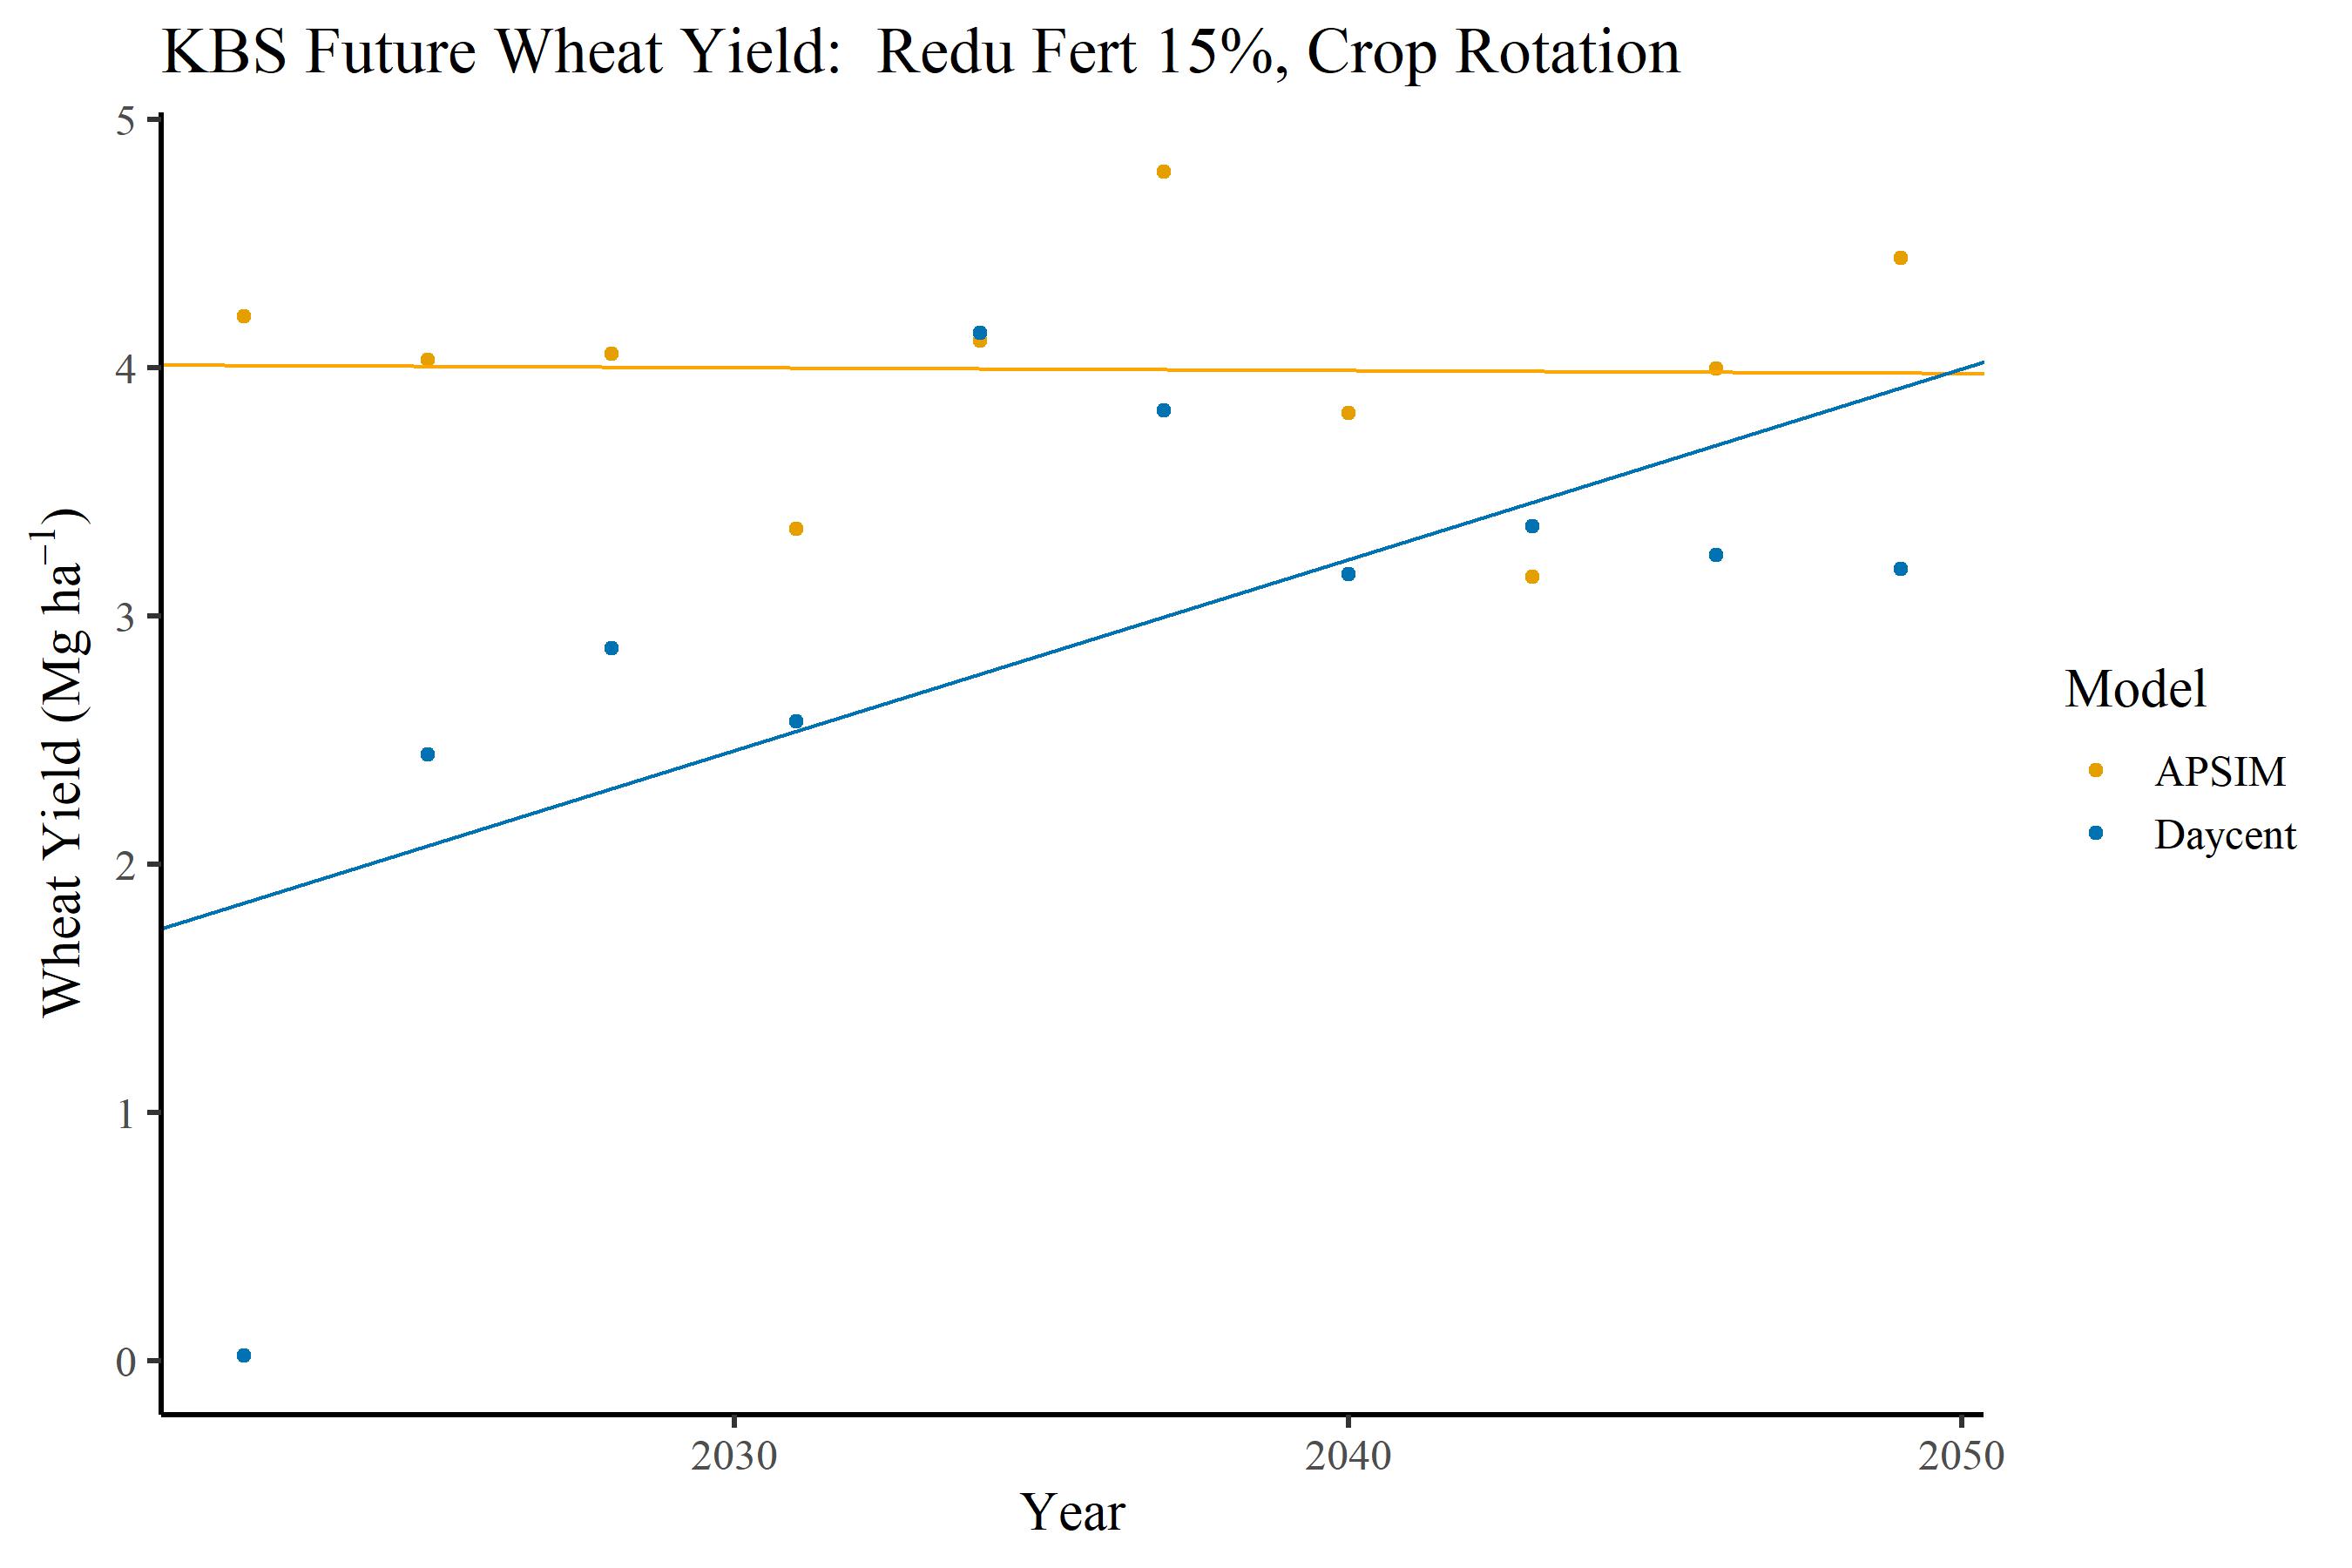 KBS Future Wheat Yield:  Redu Fert 15%, Crop Rotation
5
4
3
2
1
0
Wheat Yield (Mg ha⁻¹)
2030
2040
2050
Year
Model
APSIM
Daycent